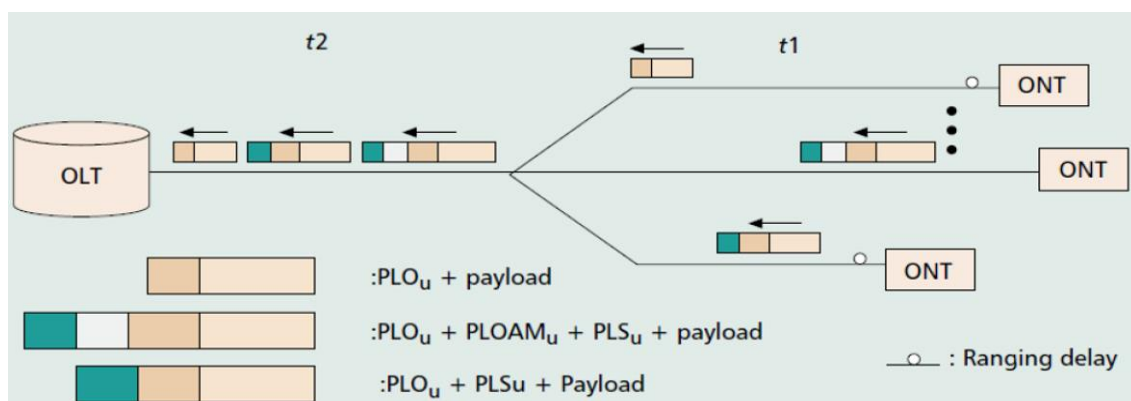 t2
t1
ONT
OLT
ONT
ONT
:PLOu + payload
:PLOu + PLOAMu + PLSu + payload
: Ranging delay
:PLOu + PLSu + Payload